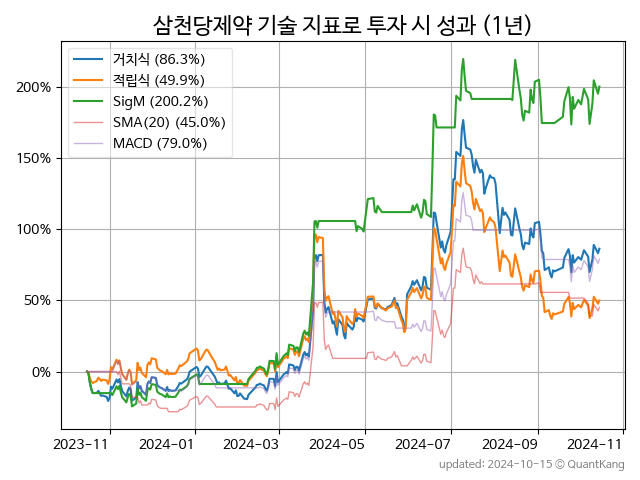 삼천당제약 기술 지표로 투자 시 성과 (1년)
거치식 (86.3%)
적립식 (49.9%)
SigM (200.2%)
SMA(20) (45.0%)
MACD (79.0%)
200%
150%
100%
50%
0%
2023-11 2024-01 2024-03 2024-05 2024-07 2024-09 2024-11
updated: 2024-10-15 © QuantKang